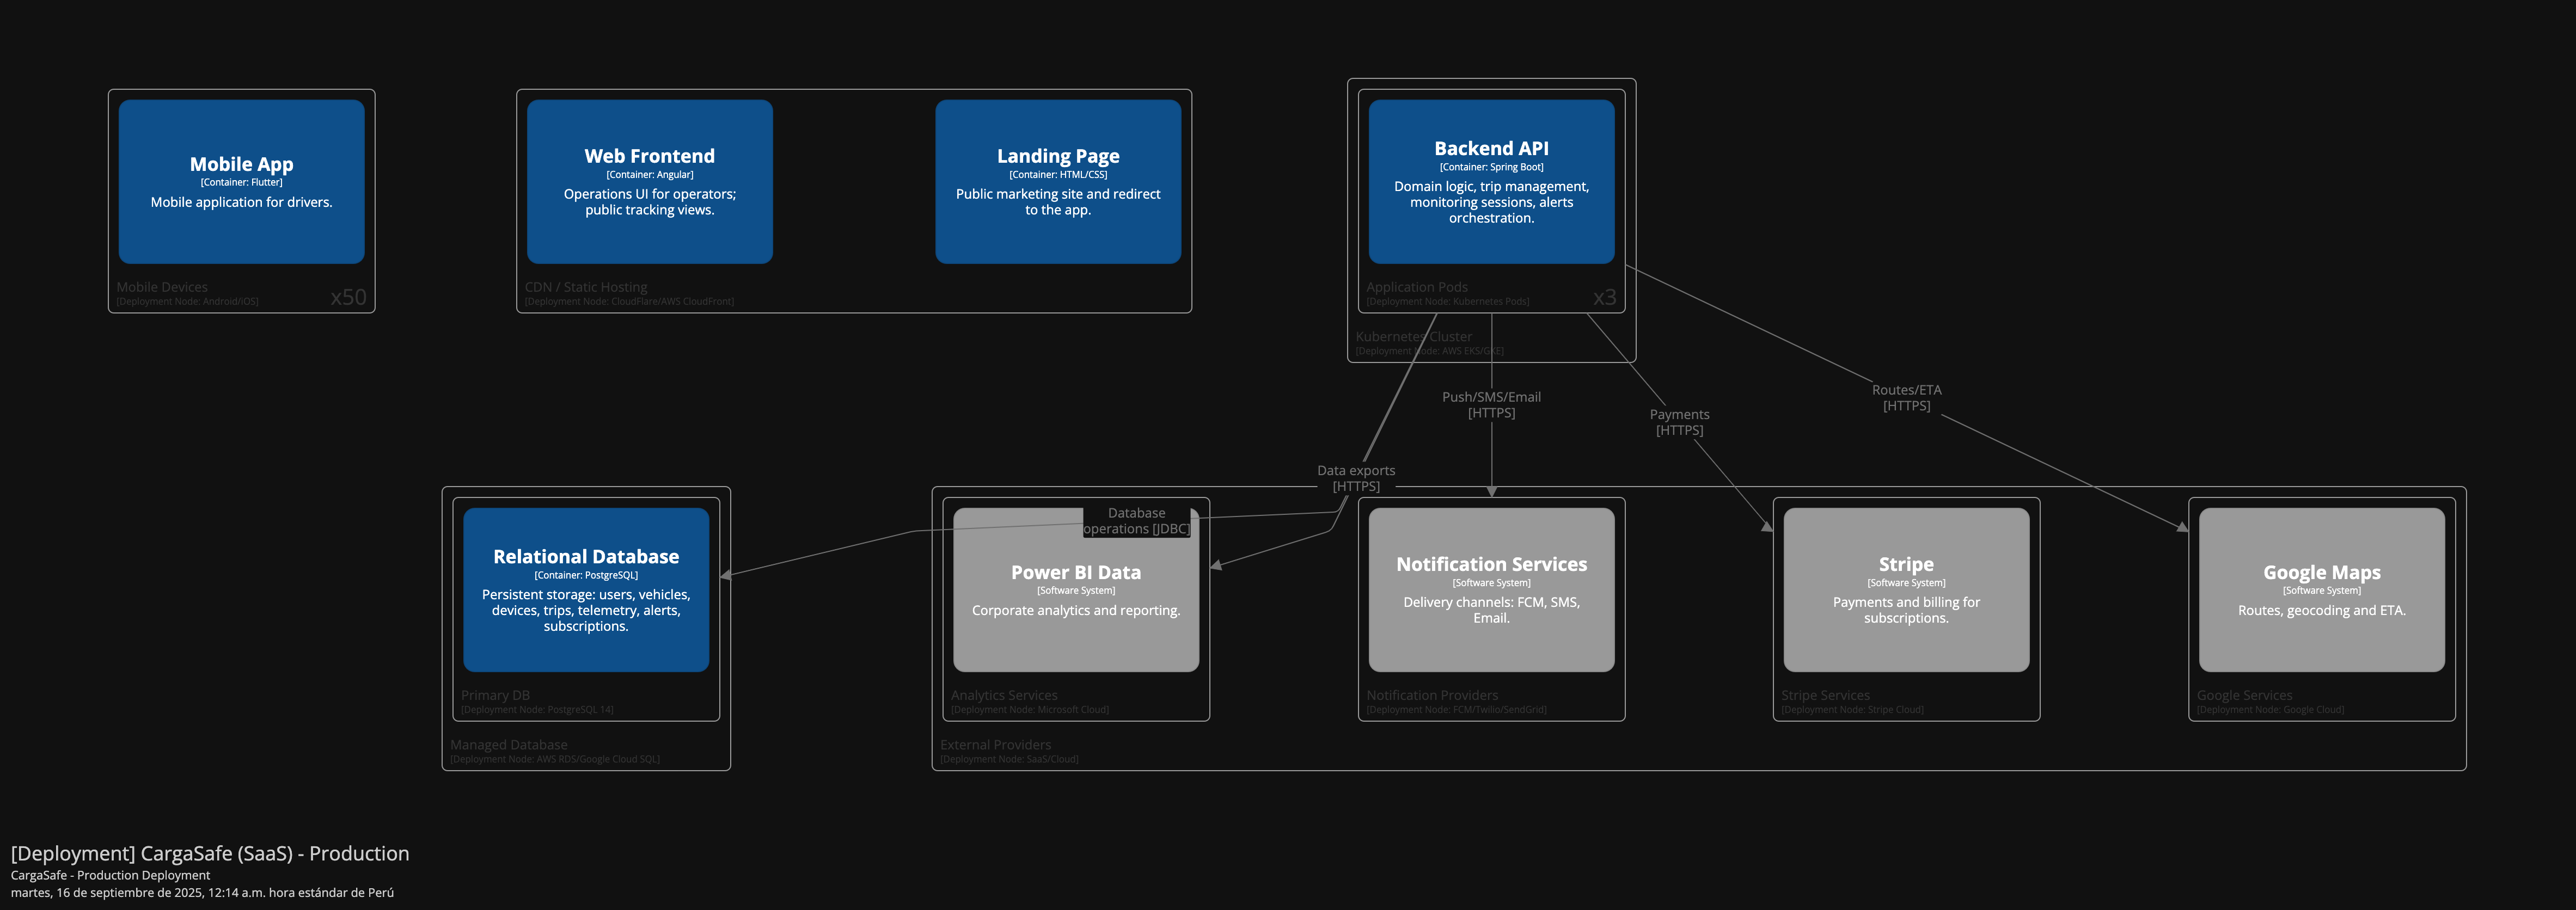 Mobile App
[Container: Flutter]
Mobile application for drivers.
Mobile Devices
[Deployment Node: Android/iOS]
x50
Web Frontend
[Container: Angular]
Operations UI for operators;
public tracking views.
Landing Page
[Container: HTML/CSS]
Public marketing site and redirect
to the app.
CDN / Static Hosting
[Deployment Node: CloudFlare/AWS CloudFront]
Backend API
[Container: Spring Boot]
Domain logic, trip management,
monitoring sessions, alerts
orchestration.
Application Pods
[Deployment Node: Kubernetes Pods]
x3
Kubernetes Cluster
[Deployment Node: AWS EKS/GKE]
Push/SMS/Email
[HTTPS]
Payments
[HTTPS]
Routes/ETA
[HTTPS]
Data exports
[HTTPS]
Database
operations [JDBC]
Relational Database
[Container: PostgreSQL]
Persistent storage: users, vehicles,
devices, trips, telemetry, alerts,
subscriptions.
Primary DB
[Deployment Node: PostgreSQL 14]
Managed Database
[Deployment Node: AWS RDS/Google Cloud SQL]
Power BI Data
[Software System]
Corporate analytics and reporting.
Analytics Services
[Deployment Node: Microsoft Cloud]
Notification Services
[Software System]
Delivery channels: FCM, SMS,
Email.
Notification Providers
[Deployment Node: FCM/Twilio/SendGrid]
Stripe
[Software System]
Payments and billing for
subscriptions.
Stripe Services
[Deployment Node: Stripe Cloud]
Google Maps
[Software System]
Routes, geocoding and ETA.
Google Services
[Deployment Node: Google Cloud]
External Providers
[Deployment Node: SaaS/Cloud]
[Deployment] CargaSafe (SaaS) - Production
CargaSafe - Production Deployment
martes, 16 de septiembre de 2025, 12:14 a.m. hora estándar de Perú